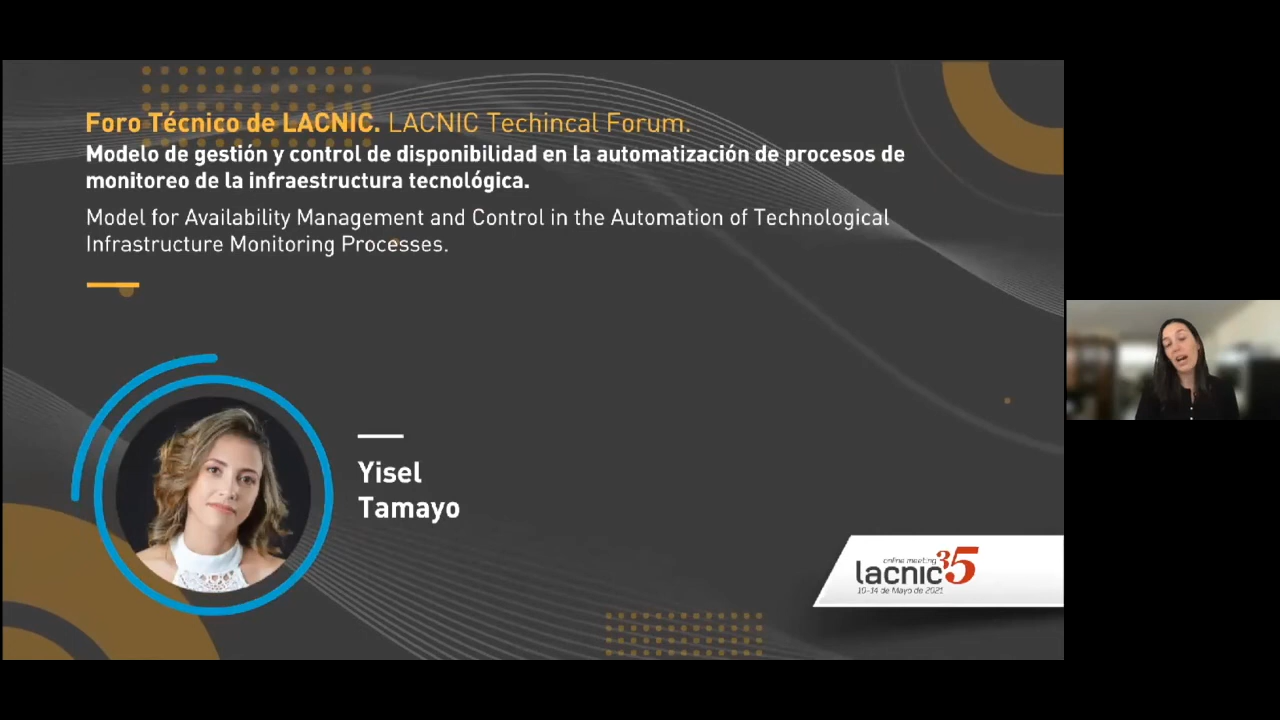 Foro Técnico de LACNIC. LACNIC Techincal Forum.
Modelo de gestión y control de disponibilidad en la automatización de procesos de
monitoreo de la infraestructura tecnológica.
Model for Availability Management and Control in the Automation of Technological
Infrastructure Monitoring Processes.
Yisel
Tamayo
online meeting
lacnic 35
10-14 de Mayo de 2021